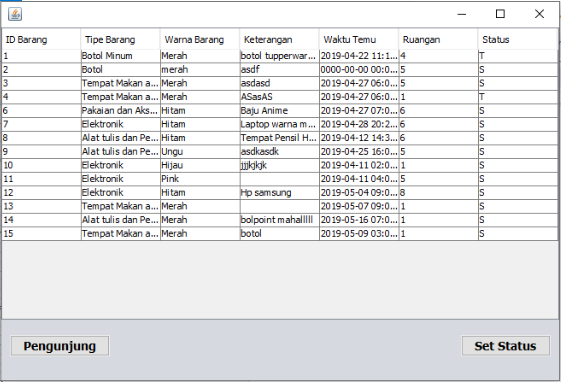 ID Barang Tipe Barang Warna Barang Keterangan Waktu Temu Ruangan Status
1 Botol Minum Merah botol tupperwar... 2019-04-22 11:1... 4 T
2 Botol merah asdf 0000-00-00 00:0... 5 S
3 Tempat Makan a... Merah asdasd 2019-04-27 06:0... 5 S
4 Tempat Makan a... Merah ASasAS 2019-04-27 06:0... 1 T
6 Pakaian dan Aks... Hitam Baju Anime 2019-04-27 07:0... 6 S
7 Elektronik Hitam Laptop warna m... 2019-04-28 20:2... 6 S
8 Alat tulis dan Pe... Hitam Tempat Pensil H... 2019-04-12 14:3... 6 S
9 Alat tulis dan Pe... Ungu asdkasdk 2019-04-25 16:0... 5 S
10 Elektronik Hijau jjjkjkjk 2019-04-11 02:0... 1 S
11 Elektronik Pink 2019-04-11 04:0... 5 S
12 Elektronik Hitam Hp samsung 2019-05-04 09:0... 8 S
13 Tempat Makan a... Merah 2019-05-07 09:0... 1 S
14 Alat tulis dan Pe... Merah bolpoint mahalllll 2019-05-16 07:0... 1 S
15 Tempat Makan a... Merah botol 2019-05-09 03:0... 1 S
Pengunjung Set Status